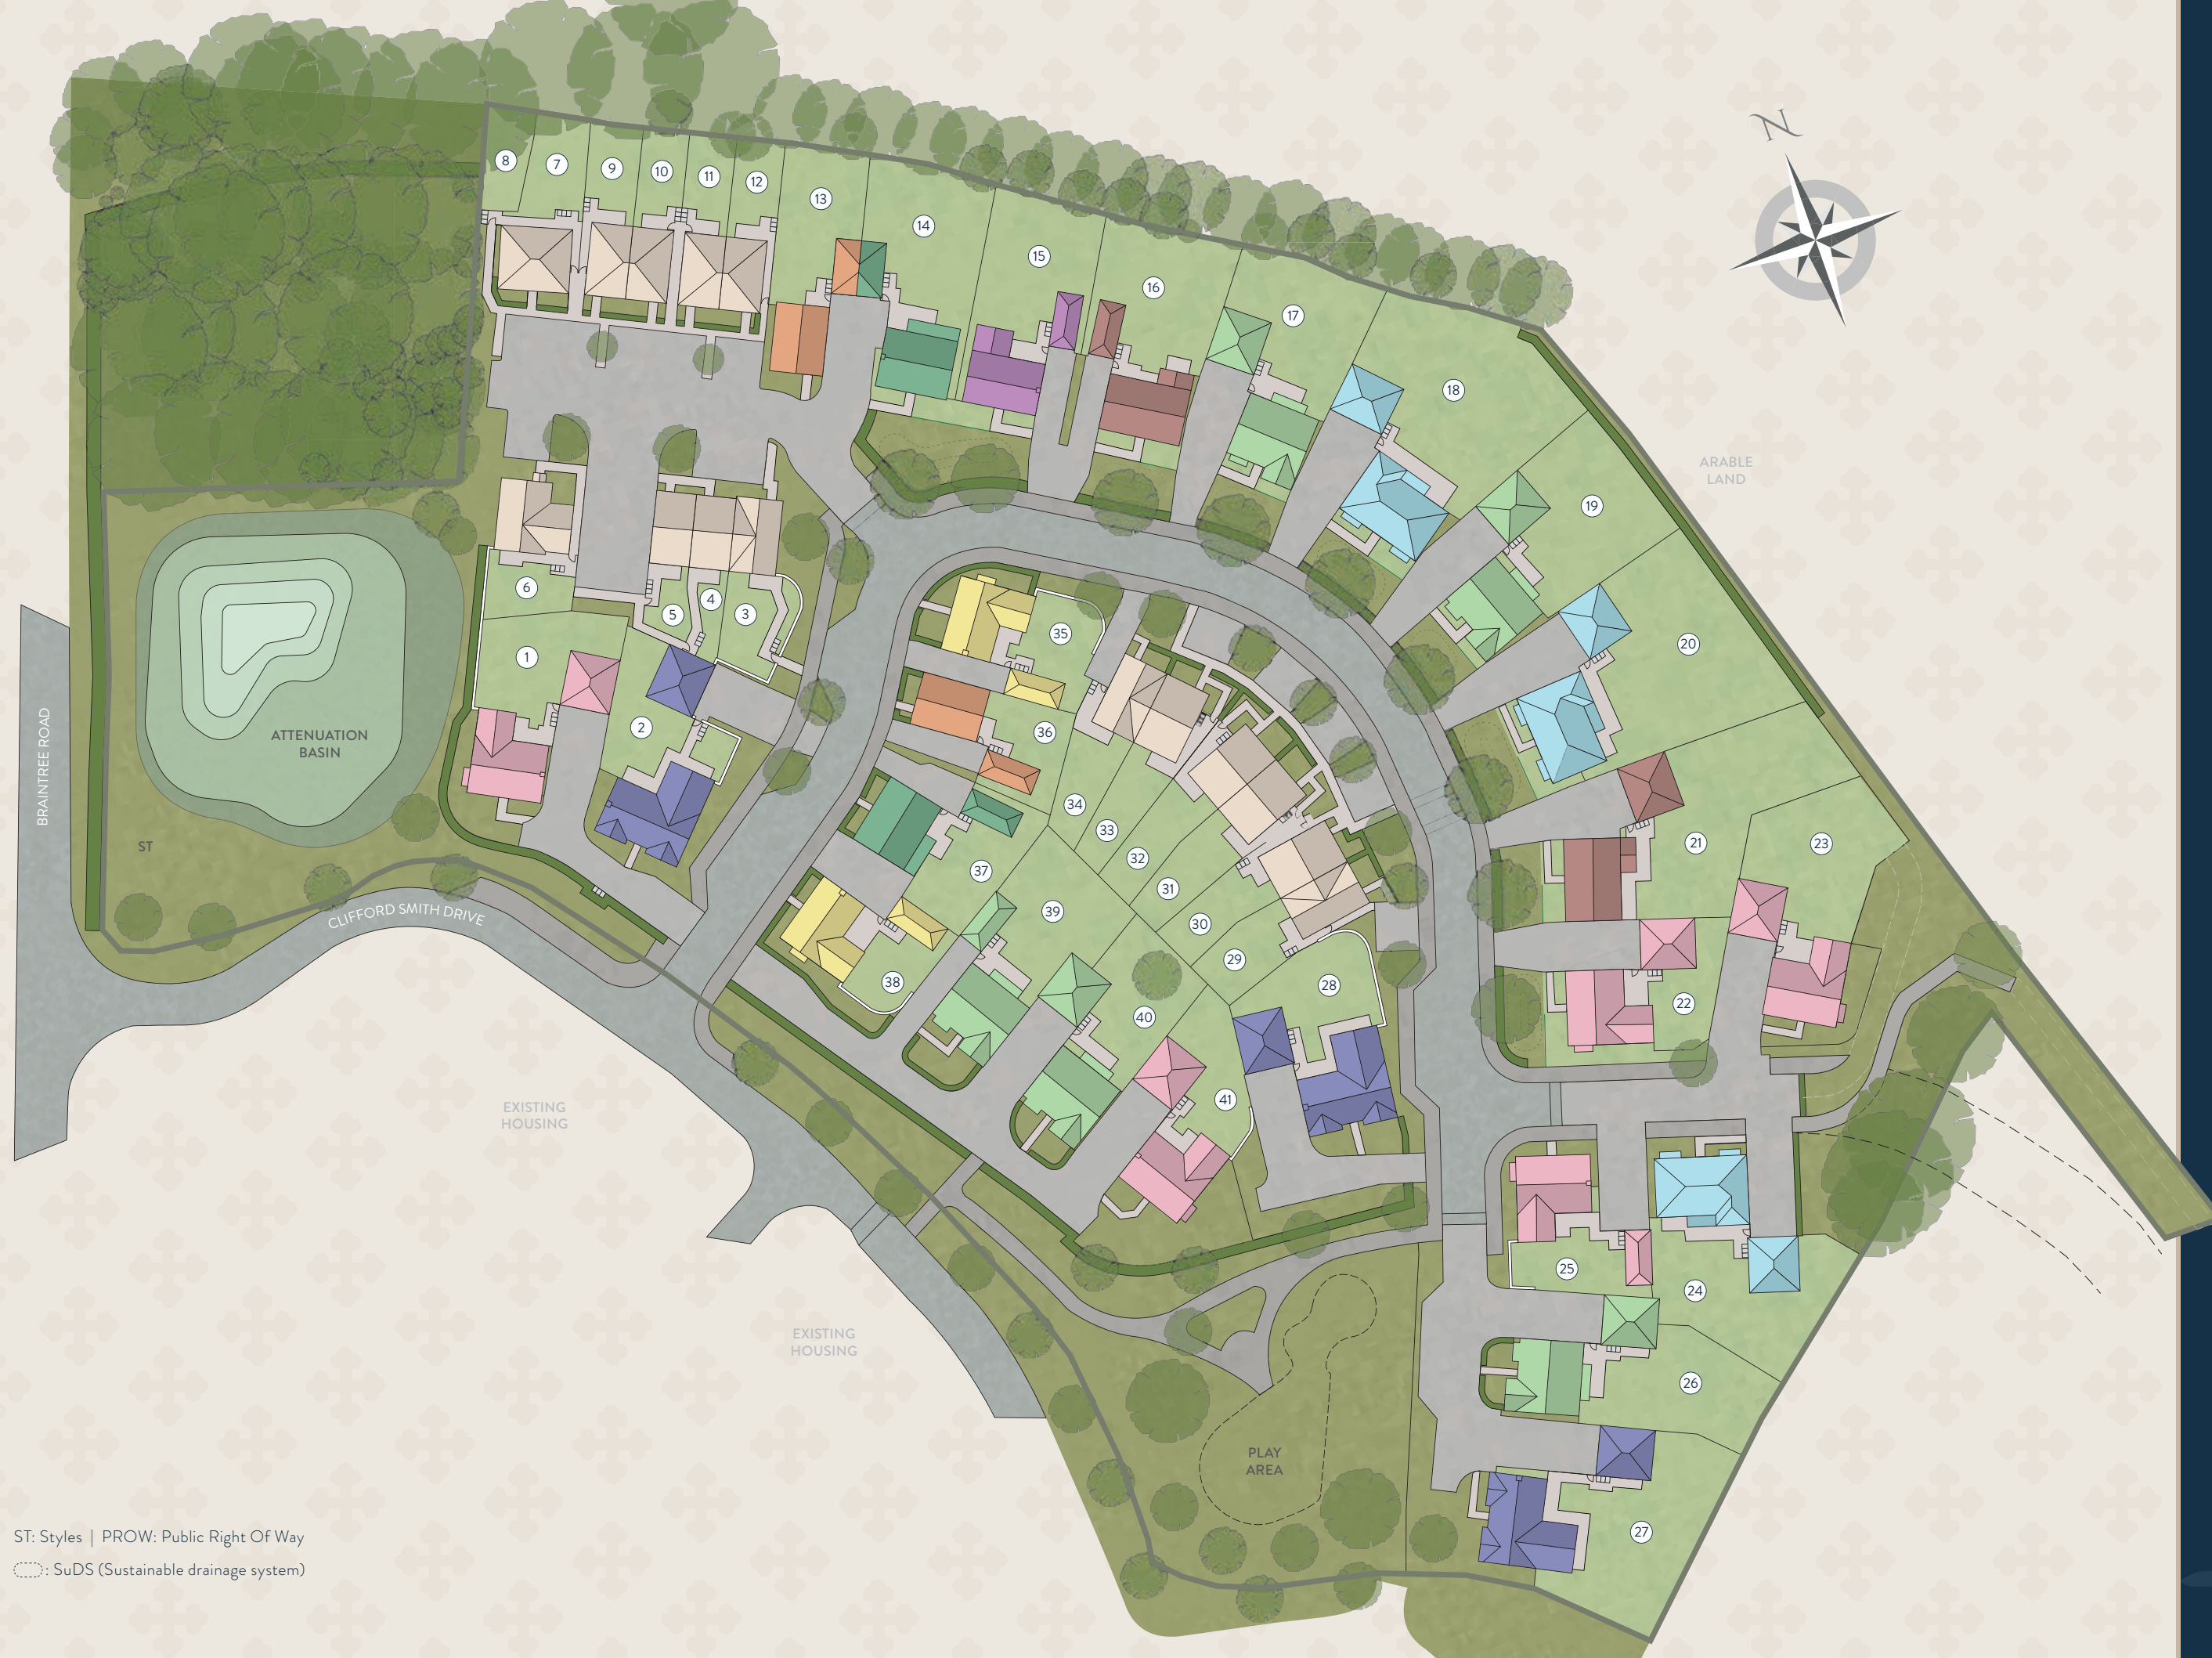 N
8
7
9
10
11
12
13
14
15
16
17
18
19
20
ARABLE
LAND
6
5
4
3
1
2
35
36
34
33
32
31
30
29
28
37
39
38
40
41
21
23
22
25
24
26
27
ATTENUATION
BASIN
BRAINTREE ROAD
ST
CLIFFORD SMITH DRIVE
EXISTING
HOUSING
EXISTING
HOUSING
PLAY
AREA
ST: Styles | PROW: Public Right Of Way
: SuDS (Sustainable drainage system)